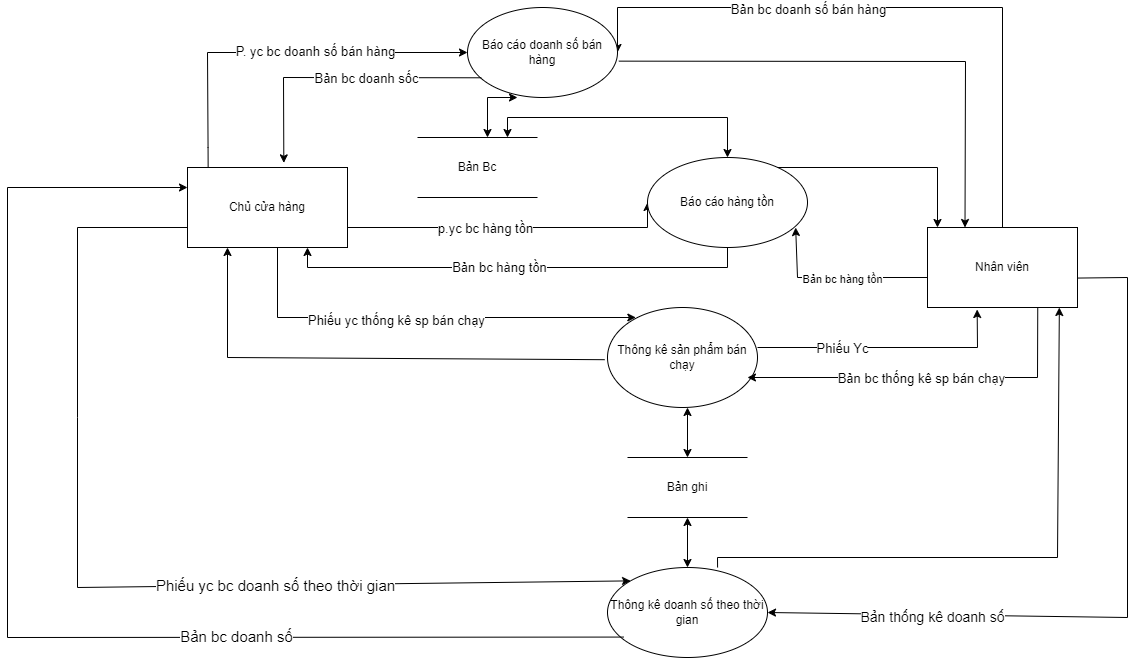 Bản bc doanh số bán hàng
Báo cáo doanh số bán
hàng
P. yc bc doanh số bán hàng
Bản bc doanh sốc
Bản Bc
Chủ cửa hàng
Báo cáo hàng tồn
p.yc bc hàng tồn
Bản bc hàng tồn
Bản bc hàng tồn
Nhân viên
Phiếu yc thống kê sp bán chạy
Thống kê sản phẩm bán
chạy
Phiếu Yc
Bản bc thống kê sp bán chạy
Bản ghi
Phiếu yc bc doanh số theo thời gian
Thống kê doanh số theo thời
gian
Bản thống kê doanh số
Bản bc doanh số